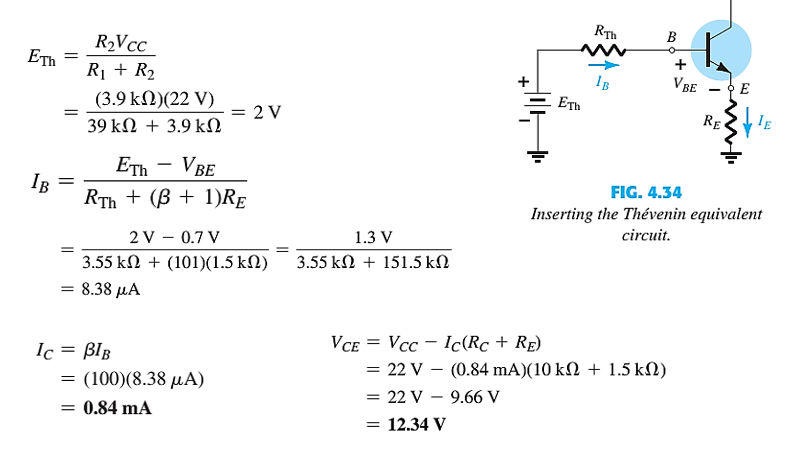 E_Th = R₂V_CC / (R₁ + R₂)
= (3.9 kΩ)(22 V) / (39 kΩ + 3.9 kΩ) = 2 V
I_B = (E_Th − V_BE) / (R_Th + (β + 1)R_E)
= (2 V − 0.7 V) / (3.55 kΩ + (101)(1.5 kΩ)) = 1.3 V / (3.55 kΩ + 151.5 kΩ)
= 8.38 μA
R_Th
B
+
I_B
+
V_BE
−
E
E_Th
−
R_E
I_E
FIG. 4.34
Inserting the Thévenin equivalent
circuit.
I_C = βI_B
= (100)(8.38 μA)
= 0.84 mA
V_CE = V_CC − I_C(R_C + R_E)
= 22 V − (0.84 mA)(10 kΩ + 1.5 kΩ)
= 22 V − 9.66 V
= 12.34 V